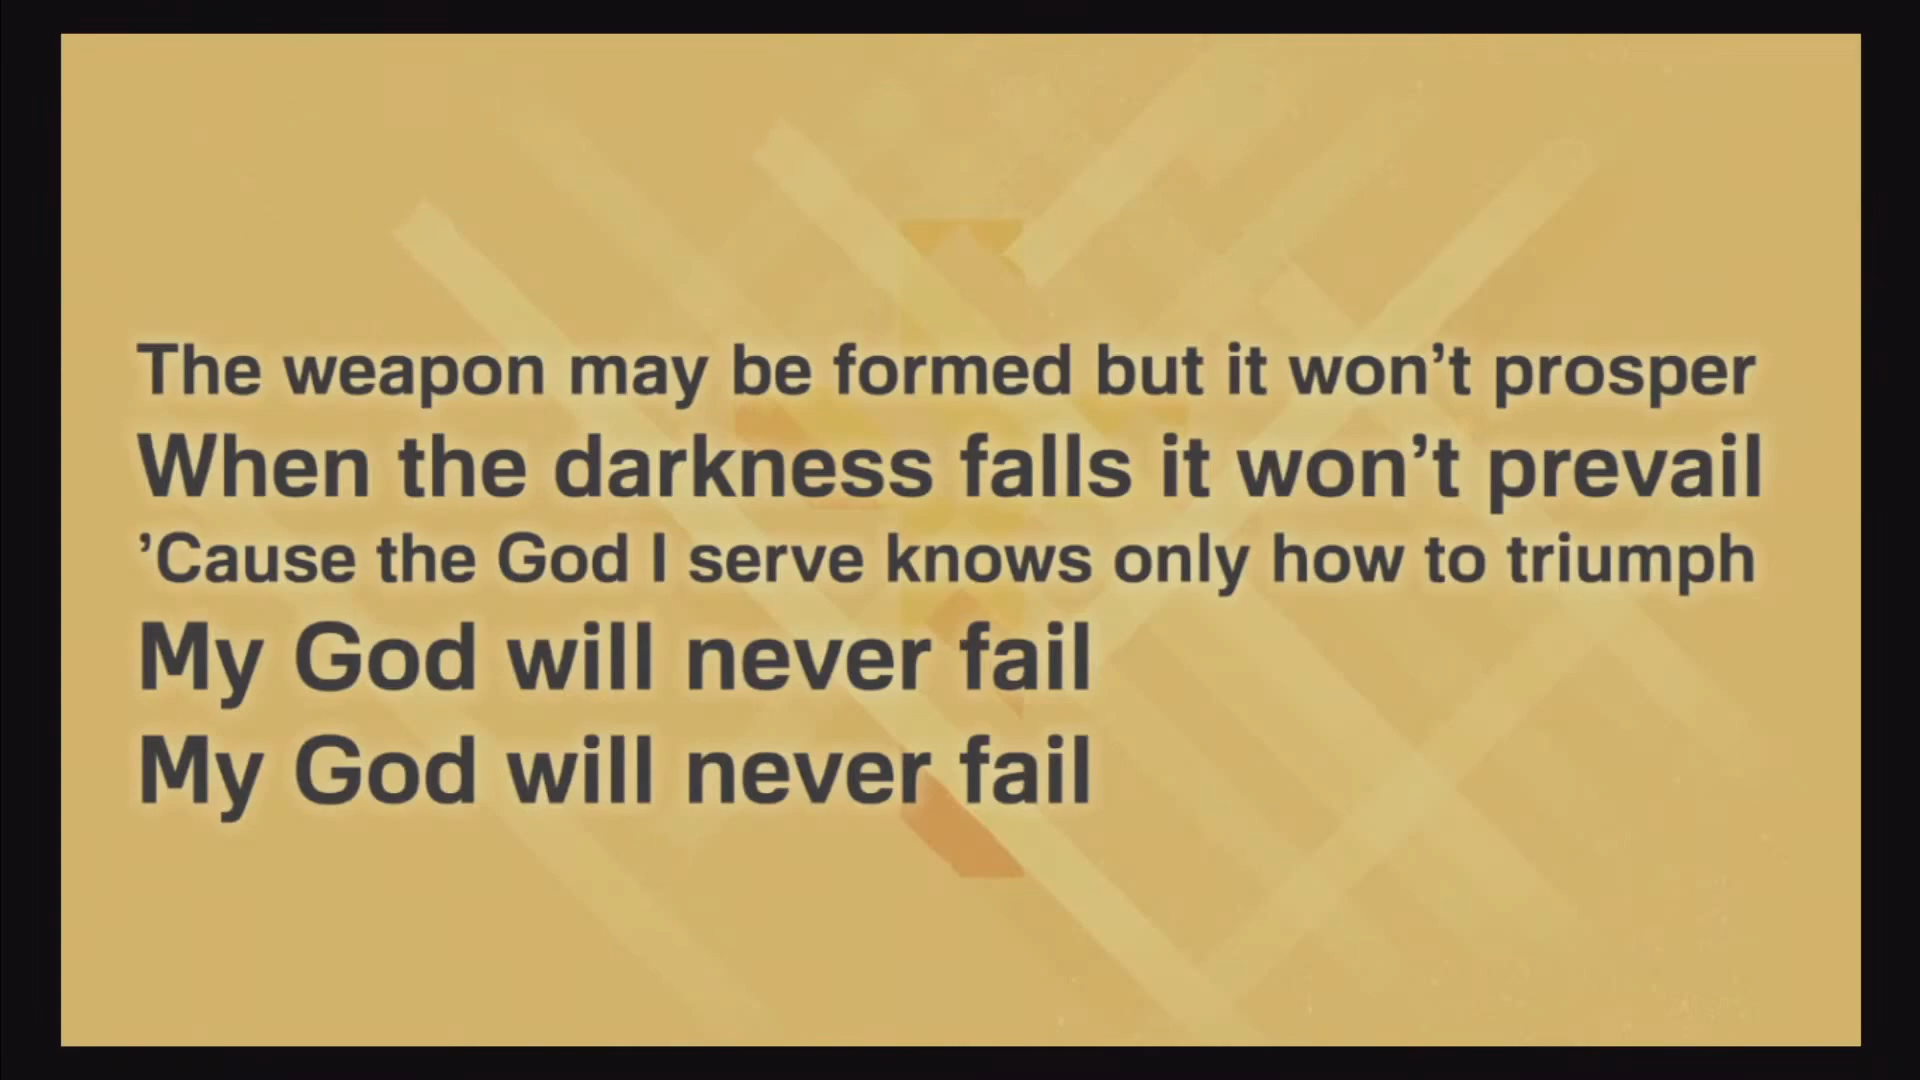 The weapon may be formed but it won’t prosper
When the darkness falls it won’t prevail
’Cause the God I serve knows only how to triumph
My God will never fail
My God will never fail